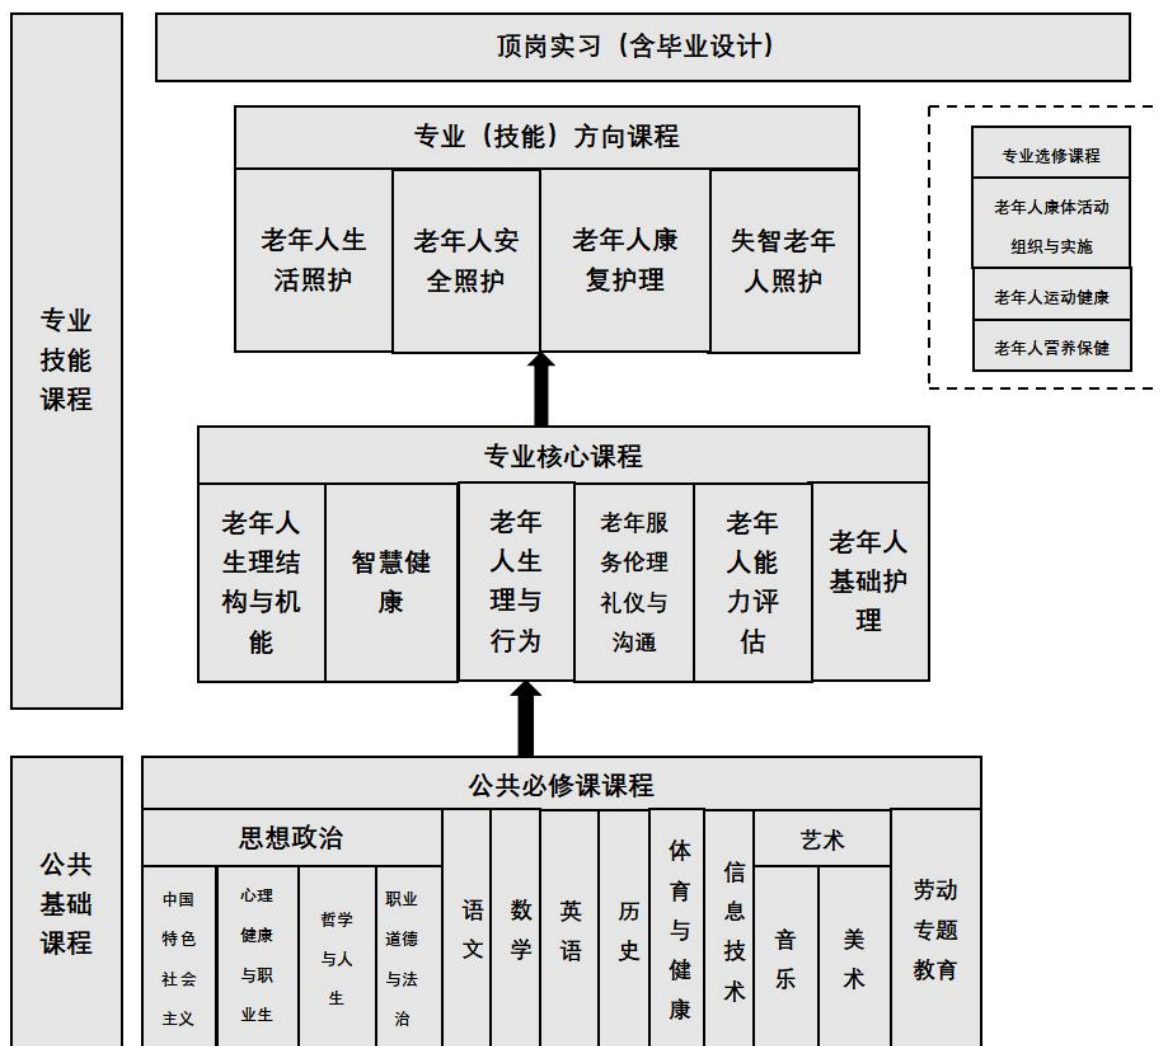 顶岗实习（含毕业设计）
专业（技能）方向课程
老年人生
活照护
老年人安
全照护
老年人康
复护理
失智老年
人照护
专业选修课程
老年人康体活动
组织与实施
老年人运动健康
老年人营养保健
专业
技能
课程
专业核心课程
老年人
生理结
构与机
能
智慧健
康
老年
人生
理与
行为
老年服
务伦理
礼仪与
沟通
老年
人能
力评
估
老年人
基础护
理
公共
基础
课程
公共必修课课程
思想政治
中国
特色
社会
主义
心理
健康
与职
业生
哲学
与人
生
职业
道德
与法
治
语
文
数
学
英
语
历
史
体
育
与
健
康
信
息
技
术
艺术
音
乐
美
术
劳动
专题
教育